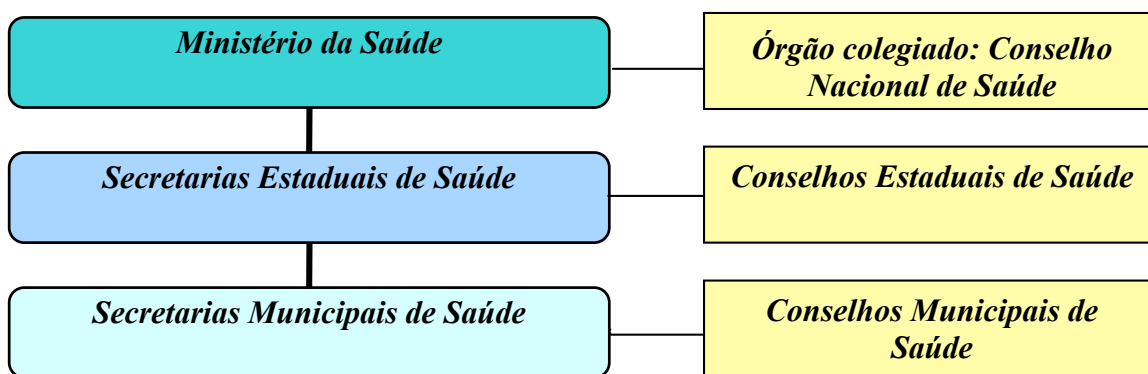 Ministério da Saúde
Órgão colegiado: Conselho
Nacional de Saúde
Secretarias Estaduais de Saúde
Conselhos Estaduais de Saúde
Secretarias Municipais de Saúde
Conselhos Municipais de
Saúde